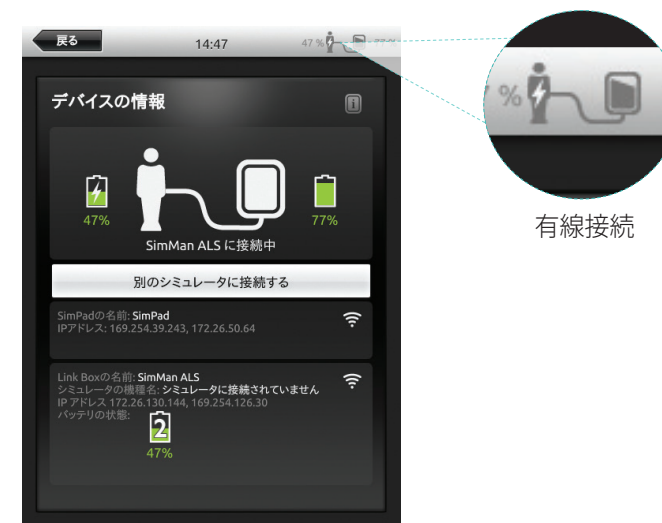 戻る
14:47
47 %
77 %
%
デバイスの情報
47%
77%
SimMan ALS に接続中
別のシミュレータに接続する
SimPadの名前: SimPad
IPアドレス: 169.254.39.243, 172.26.50.64
Link Boxの名前: SimMan ALS
シミュレータの機種名: シミュレータに接続されていません
IP アドレス 172.26.130.144, 169.254.126.30
バッテリの状態:
2
47%
有線接続